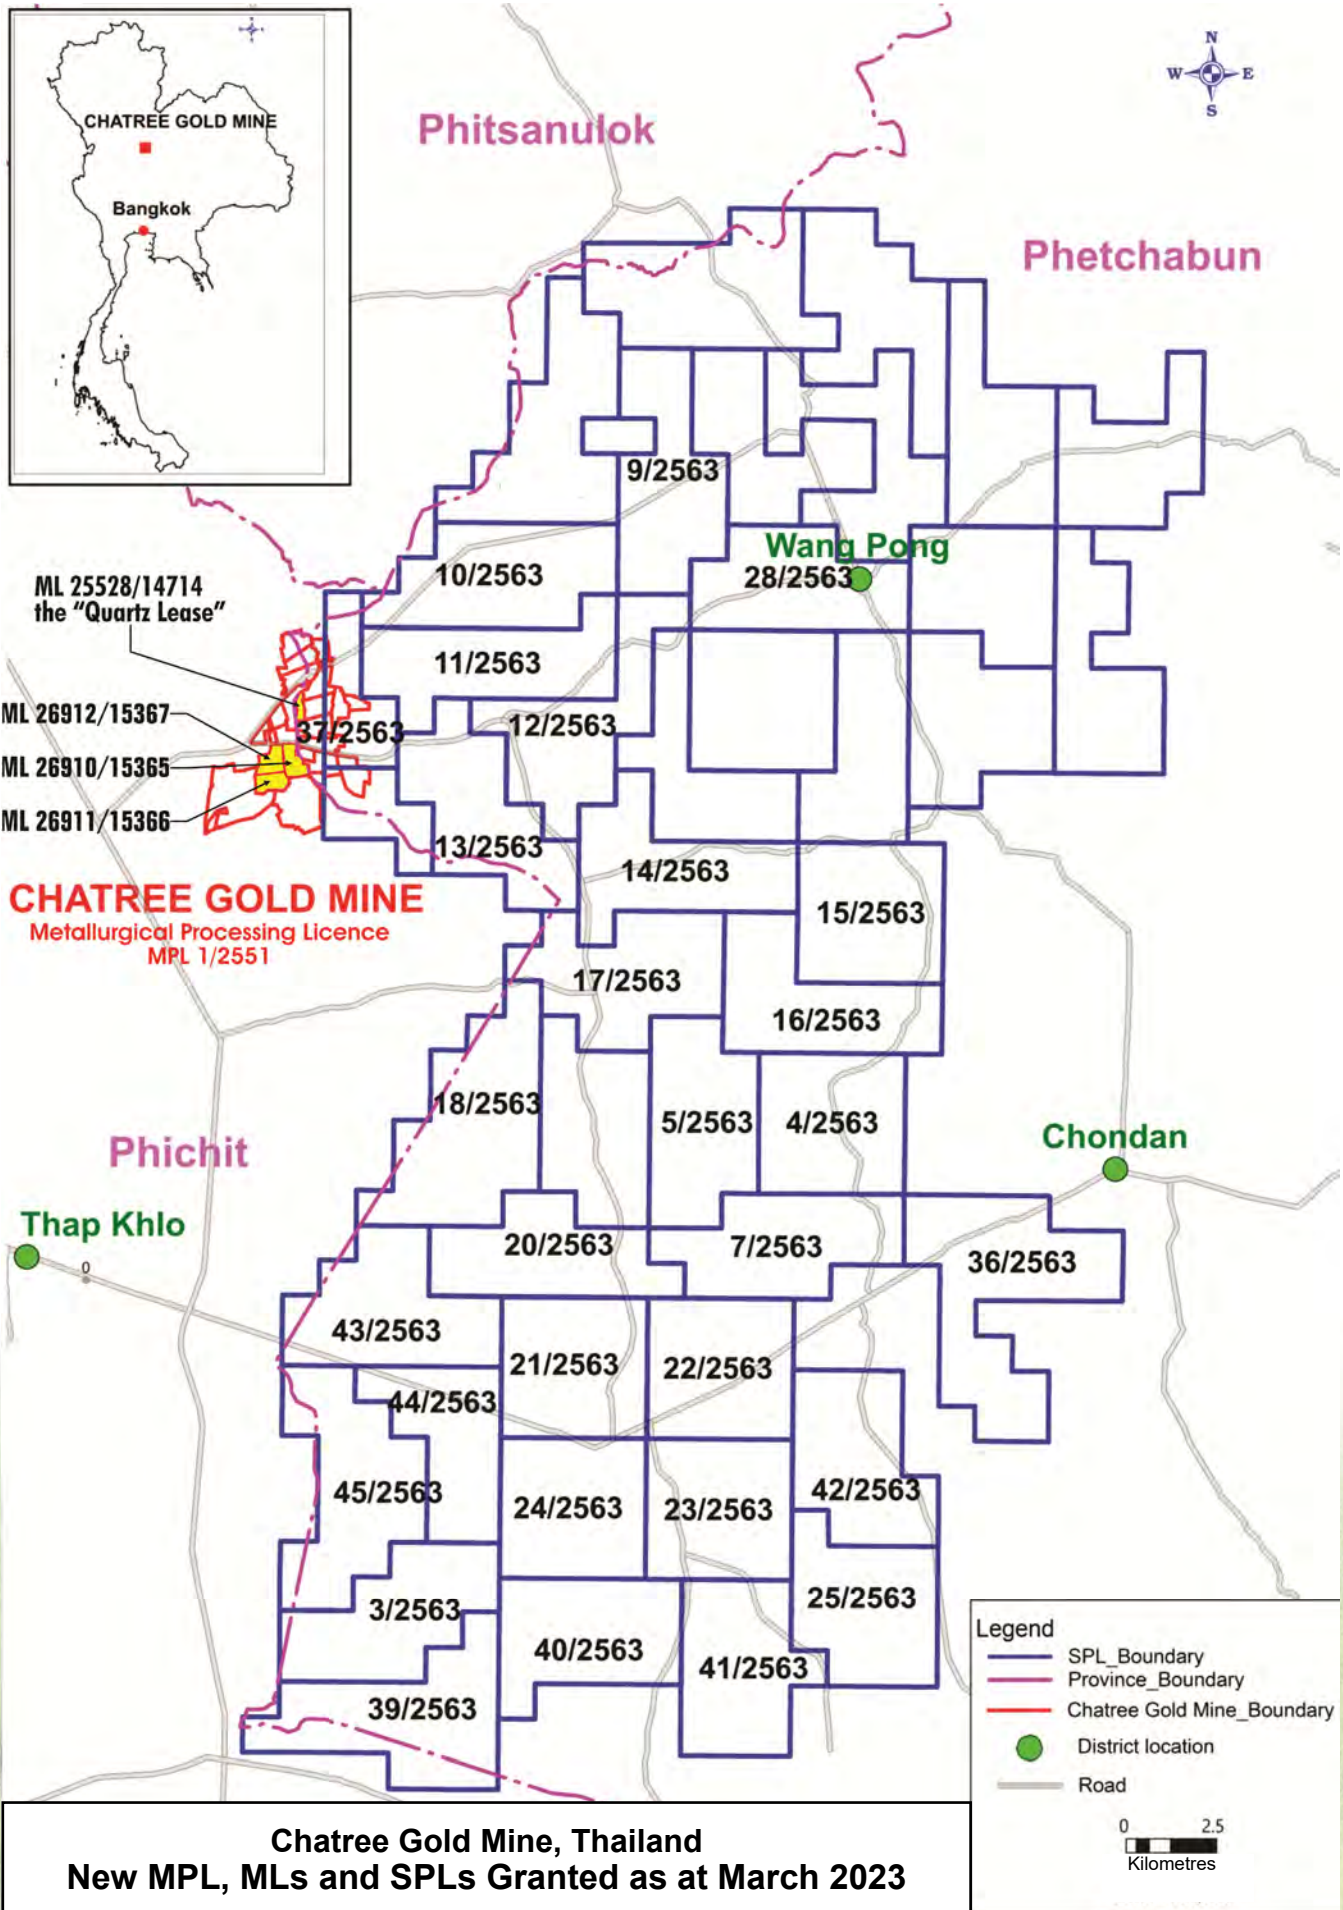 CHATREE GOLD MINE
Bangkok
N
W E
S
Phitsanulok
Phetchabun
9/2563
Wang Pong
28/2563
10/2563
ML 25528/14714
the “Quartz Lease”
11/2563
ML 26912/15367
37/2563
12/2563
ML 26910/15365
ML 26911/15366
13/2563
14/2563
CHATREE GOLD MINE
Metallurgical Processing Licence
MPL 1/2551
15/2563
17/2563
16/2563
18/2563
5/2563
4/2563
Phichit
Chondan
Thap Khlo
0
20/2563
7/2563
36/2563
43/2563
21/2563
22/2563
44/2563
45/2563
24/2563
23/2563
42/2563
3/2563
25/2563
40/2563
41/2563
39/2563
Legend
SPL_Boundary
Province_Boundary
Chatree Gold Mine_Boundary
District location
Road
0 2.5
Kilometres
Chatree Gold Mine, Thailand
New MPL, MLs and SPLs Granted as at March 2023